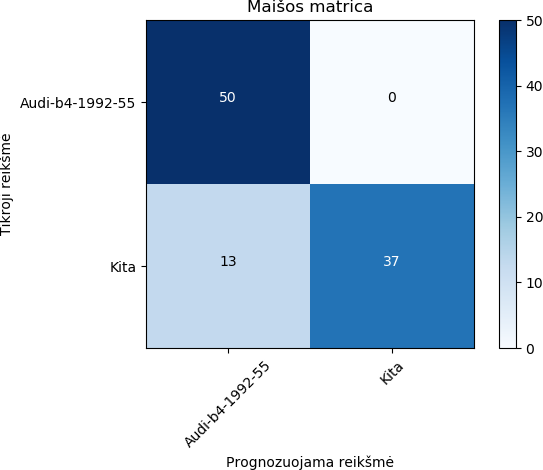 Maišos matrica
Tikroji reikšmė
Audi-b4-1992-55
Kita
50
0
13
37
50
40
30
20
10
0
Audi-b4-1992-55
Kita
Prognozuojama reikšmė